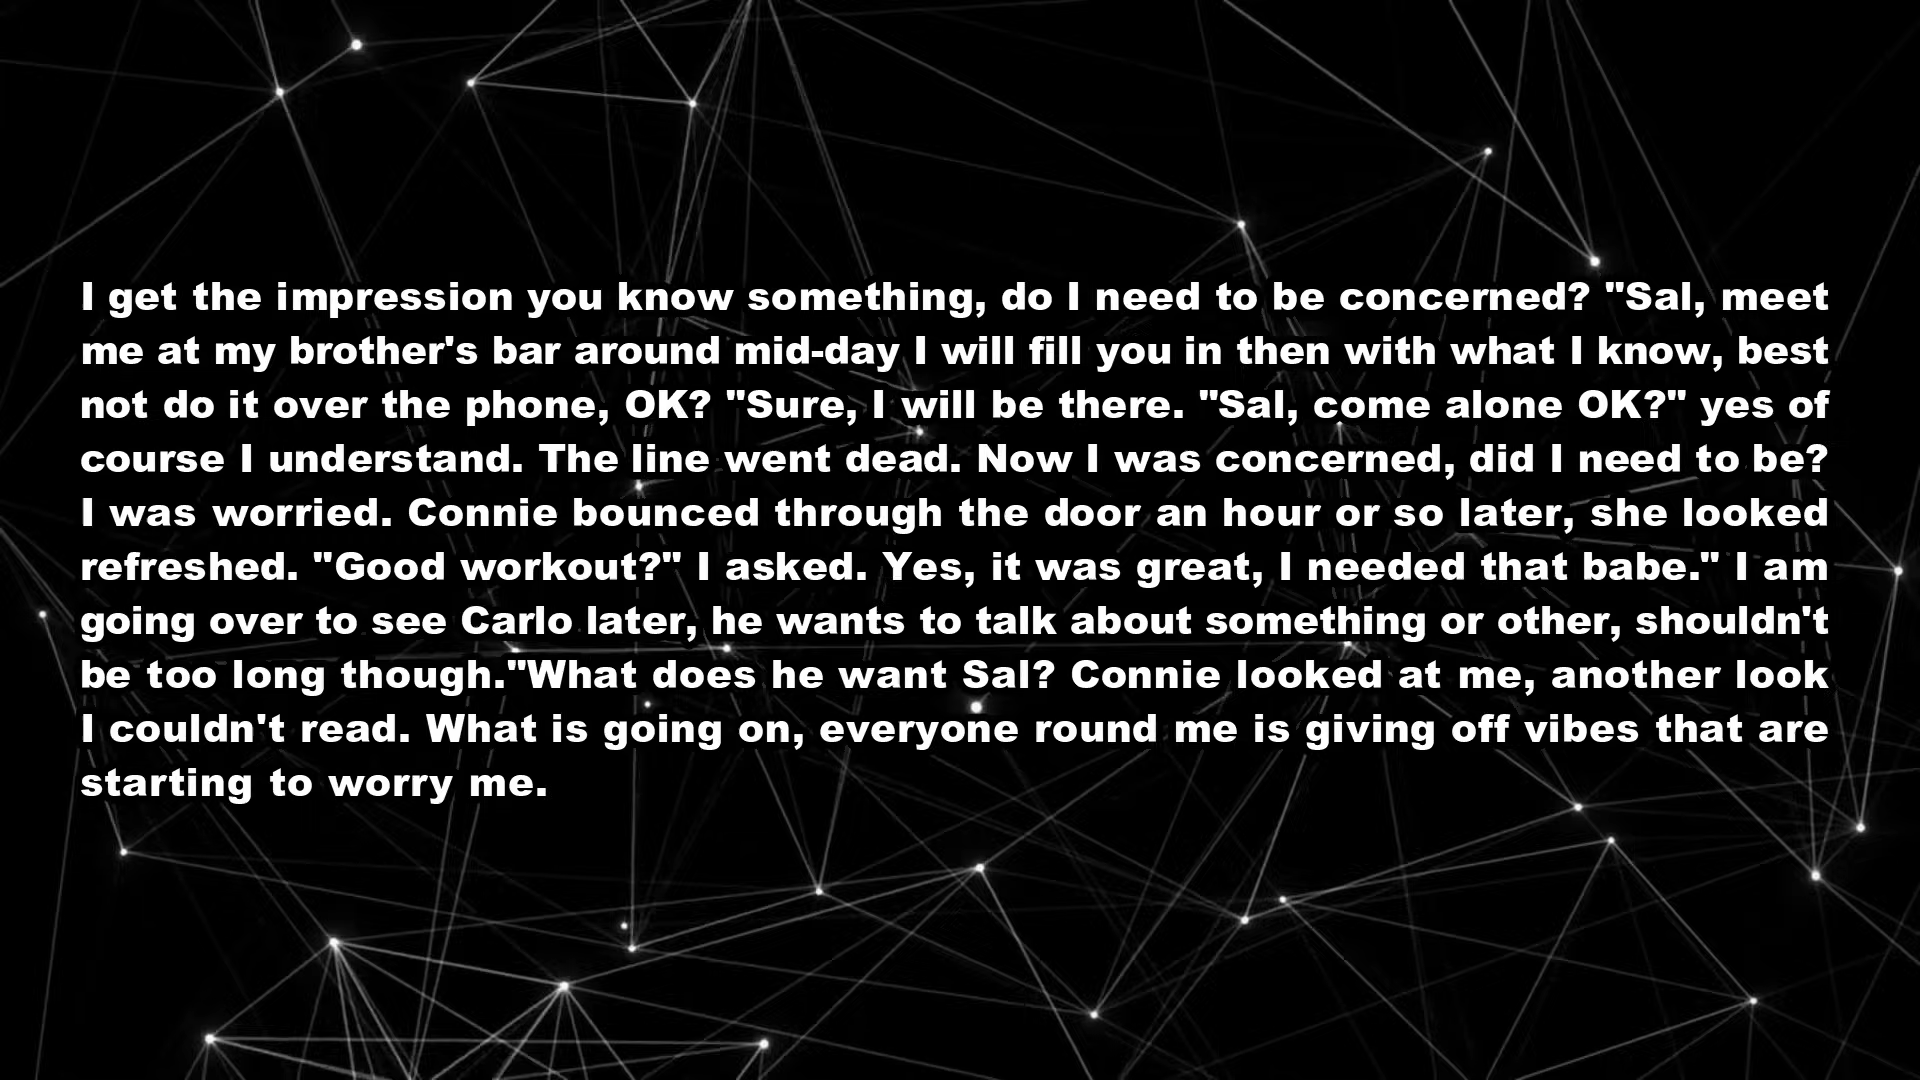 I get the impression you know something, do I need to be concerned? "Sal, meet
me at my brother's bar around mid-day I will fill you in then with what I know, best
not do it over the phone, OK? "Sure, I will be there. "Sal, come alone OK?" yes of
course I understand. The line went dead. Now I was concerned, did I need to be?
I was worried. Connie bounced through the door an hour or so later, she looked
refreshed. "Good workout?" I asked. Yes, it was great, I needed that babe." I am
going over to see Carlo later, he wants to talk about something or other, shouldn't
be too long though."What does he want Sal? Connie looked at me, another look
I couldn't read. What is going on, everyone round me is giving off vibes that are
starting to worry me.